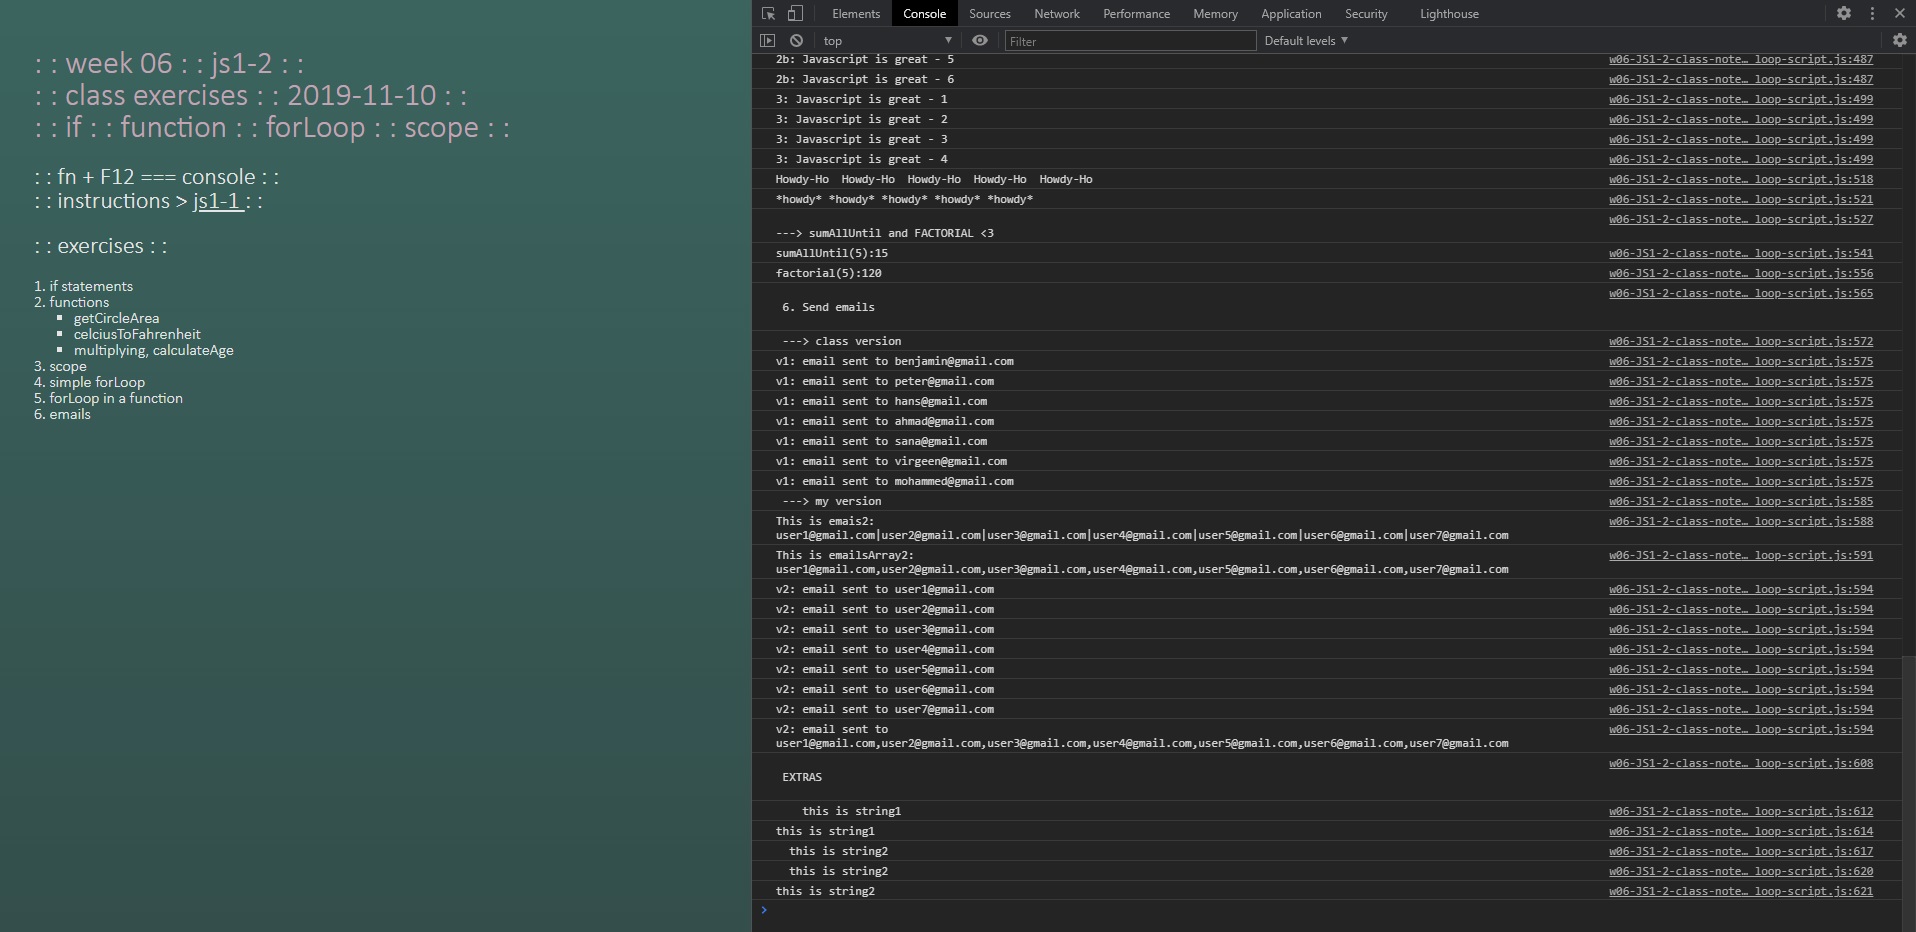 : : week 06 : : js1-2 : :
: : class exercises : : 2019-11-10 : :
: : if : : function : : forLoop : : scope : :
: : fn + F12 === console : :
: : instructions > js1-1 : :
: : exercises : :
1. if statements
2. functions
▪ getCircleArea
▪ celciusToFahrenheit
▪ multiplying, calculateAge
3. scope
4. simple forLoop
5. forLoop in a function
6. emails
Elements Console Sources Network Performance Memory Application Security Lighthouse
top Filter Default levels
2b: Javascript is great - 5 w06-JS1-2-class-note… loop-script.js:487
2b: Javascript is great - 6 w06-JS1-2-class-note… loop-script.js:487
3: Javascript is great - 1 w06-JS1-2-class-note… loop-script.js:499
3: Javascript is great - 2 w06-JS1-2-class-note… loop-script.js:499
3: Javascript is great - 3 w06-JS1-2-class-note… loop-script.js:499
3: Javascript is great - 4 w06-JS1-2-class-note… loop-script.js:499
Howdy-Ho  Howdy-Ho  Howdy-Ho  Howdy-Ho  Howdy-Ho w06-JS1-2-class-note… loop-script.js:518
*howdy* *howdy* *howdy* *howdy* *howdy* w06-JS1-2-class-note… loop-script.js:521
w06-JS1-2-class-note… loop-script.js:527
---> sumAllUntil and FACTORIAL <3
sumAllUntil(5):15 w06-JS1-2-class-note… loop-script.js:541
factorial(5):120 w06-JS1-2-class-note… loop-script.js:556
w06-JS1-2-class-note… loop-script.js:565
6. Send emails
---> class version w06-JS1-2-class-note… loop-script.js:572
v1: email sent to benjamin@gmail.com w06-JS1-2-class-note… loop-script.js:575
v1: email sent to peter@gmail.com w06-JS1-2-class-note… loop-script.js:575
v1: email sent to hans@gmail.com w06-JS1-2-class-note… loop-script.js:575
v1: email sent to ahmad@gmail.com w06-JS1-2-class-note… loop-script.js:575
v1: email sent to sana@gmail.com w06-JS1-2-class-note… loop-script.js:575
v1: email sent to virgeen@gmail.com w06-JS1-2-class-note… loop-script.js:575
v1: email sent to mohammed@gmail.com w06-JS1-2-class-note… loop-script.js:575
---> my version w06-JS1-2-class-note… loop-script.js:585
This is emais2: w06-JS1-2-class-note… loop-script.js:588
user1@gmail.com|user2@gmail.com|user3@gmail.com|user4@gmail.com|user5@gmail.com|user6@gmail.com|user7@gmail.com
This is emailsArray2: w06-JS1-2-class-note… loop-script.js:591
user1@gmail.com,user2@gmail.com,user3@gmail.com,user4@gmail.com,user5@gmail.com,user6@gmail.com,user7@gmail.com
v2: email sent to user1@gmail.com w06-JS1-2-class-note… loop-script.js:594
v2: email sent to user2@gmail.com w06-JS1-2-class-note… loop-script.js:594
v2: email sent to user3@gmail.com w06-JS1-2-class-note… loop-script.js:594
v2: email sent to user4@gmail.com w06-JS1-2-class-note… loop-script.js:594
v2: email sent to user5@gmail.com w06-JS1-2-class-note… loop-script.js:594
v2: email sent to user6@gmail.com w06-JS1-2-class-note… loop-script.js:594
v2: email sent to user7@gmail.com w06-JS1-2-class-note… loop-script.js:594
v2: email sent to w06-JS1-2-class-note… loop-script.js:594
user1@gmail.com,user2@gmail.com,user3@gmail.com,user4@gmail.com,user5@gmail.com,user6@gmail.com,user7@gmail.com
w06-JS1-2-class-note… loop-script.js:608
EXTRAS
this is string1 w06-JS1-2-class-note… loop-script.js:612
this is string1 w06-JS1-2-class-note… loop-script.js:614
this is string2 w06-JS1-2-class-note… loop-script.js:617
this is string2 w06-JS1-2-class-note… loop-script.js:620
this is string2 w06-JS1-2-class-note… loop-script.js:621